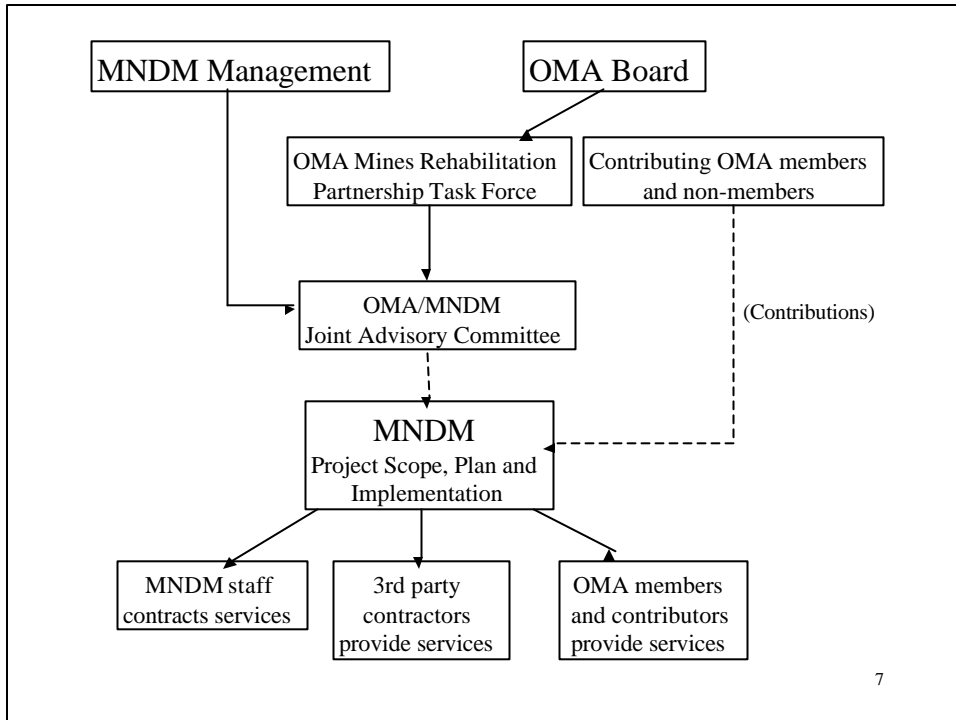 MNDM Management
OMA Board
OMA Mines Rehabilitation
Partnership Task Force
Contributing OMA members
and non-members
OMA/MNDM
Joint Advisory Committee
(Contributions)
MNDM
Project Scope, Plan and
Implementation
MNDM staff
contracts services
3rd party
contractors
provide services
OMA members
and contributors
provide services
7